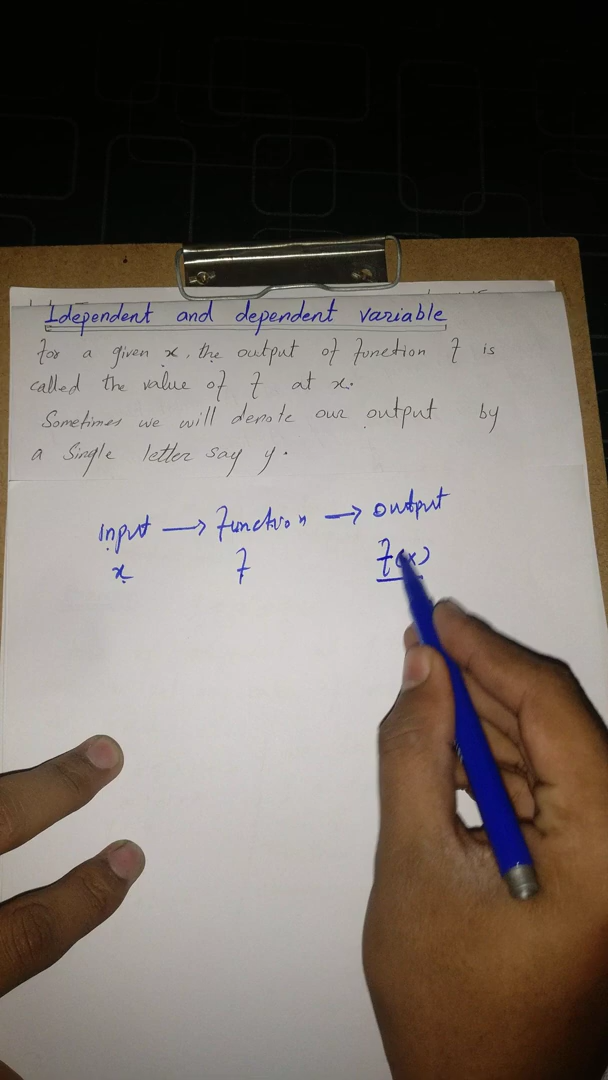 Idependent and dependent variable
for a given x, the output of function f is
called the value of f at x.
Sometimes we will denote our output by
a single letter say y.
input → function → output
x f f(x)